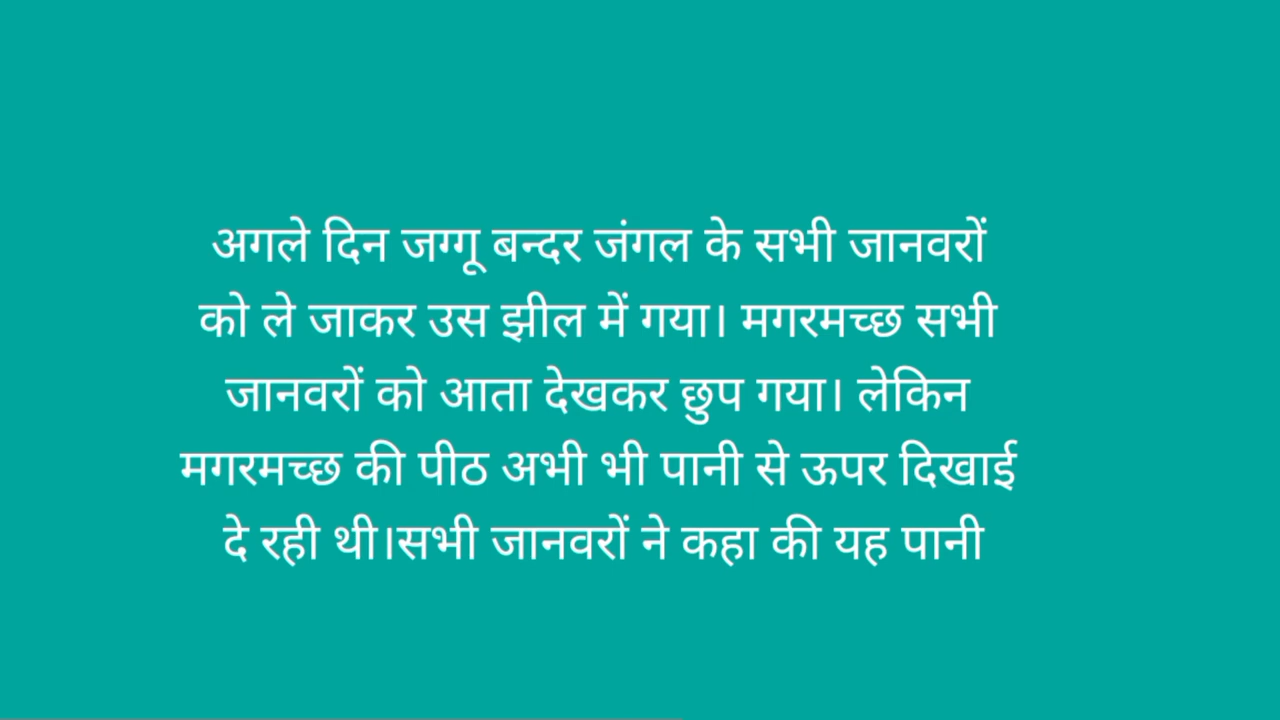 अगले दिन जग्गू बन्दर जंगल के सभी जानवरों
को ले जाकर उस झील में गया। मगरमच्छ सभी
जानवरों को आता देखकर छुप गया। लेकिन
मगरमच्छ की पीठ अभी भी पानी से ऊपर दिखाई
दे रही थी।सभी जानवरों ने कहा की यह पानी